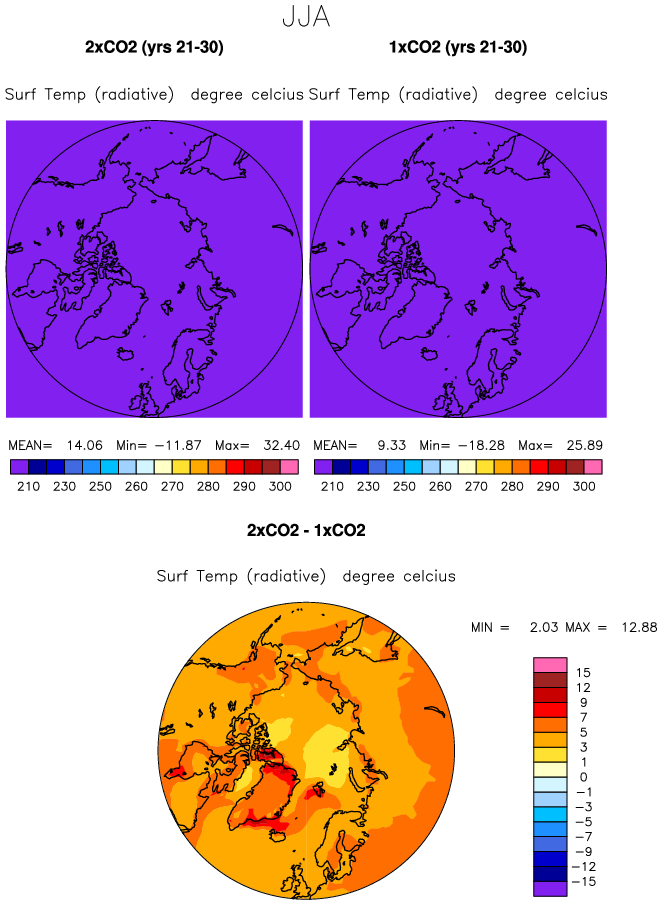 JJA
2xCO2 (yrs 21-30) 1xCO2 (yrs 21-30)
Surf Temp (radiative) degree celcius Surf Temp (radiative) degree celcius
MEAN= 14.06 Min= −11.87 Max= 32.40 MEAN= 9.33 Min= −18.28 Max= 25.89
210 230 250 260 270 280 290 300 210 230 250 260 270 280 290 300
2xCO2 - 1xCO2
Surf Temp (radiative) degree celcius
MIN = 2.03 MAX = 12.88
15
12
9
7
5
3
1
0
−1
−3
−5
−7
−9
−12
−15